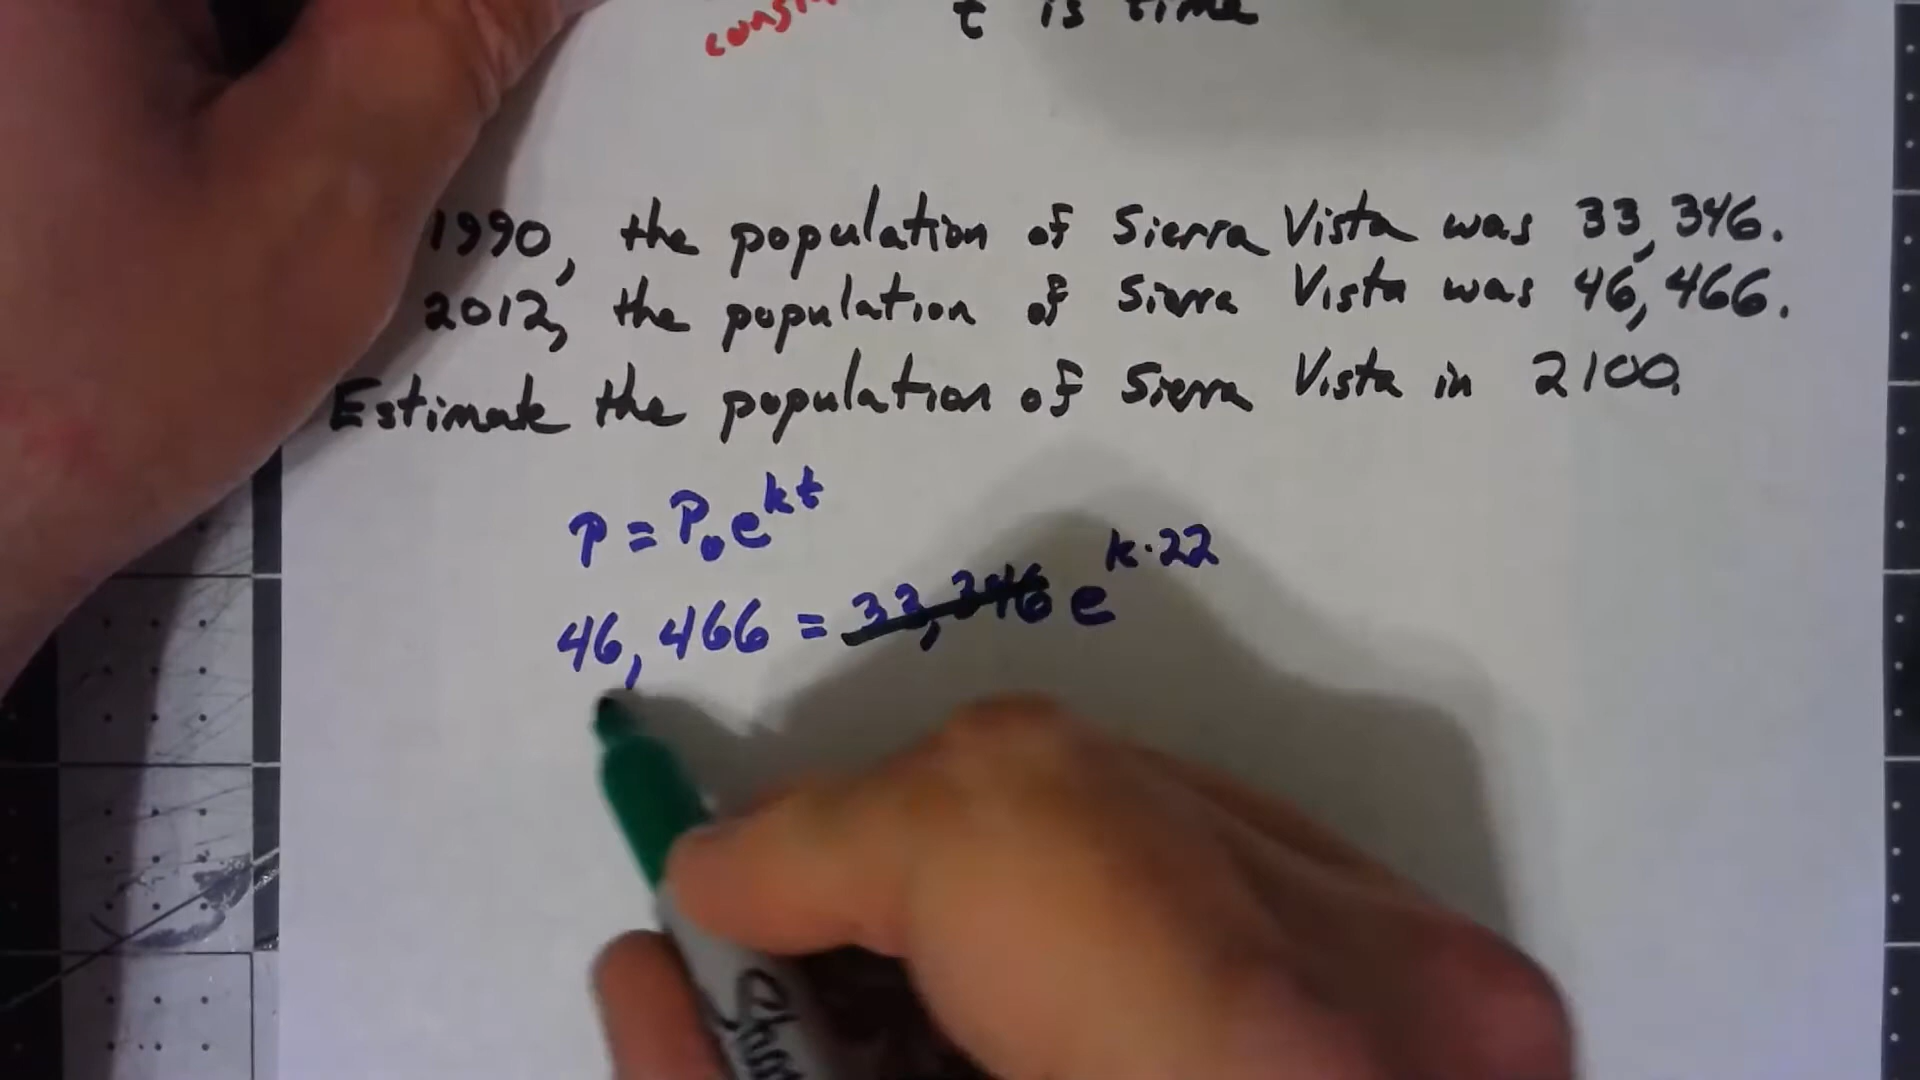 t is time
1990, the population of Sierra Vista was 33,346.
2012, the population of Sierra Vista was 46,466.
Estimate the population of Sierra Vista in 2100.
P = P₀e^kt
46,466 = 33,346 e^k·22